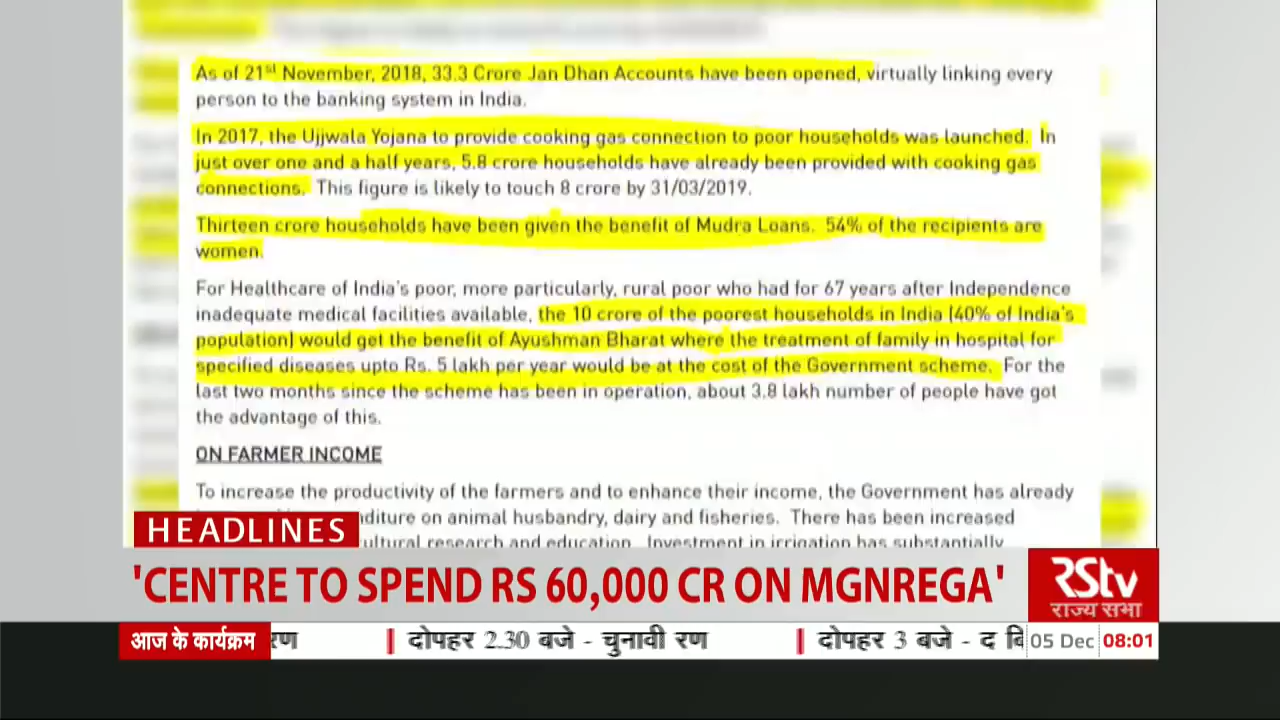 As of 21st November, 2018, 33.3 Crore Jan Dhan Accounts have been opened, virtually linking every
person to the banking system in India.
In 2017, the Ujjwala Yojana to provide cooking gas connection to poor households was launched. In
just over one and a half years, 5.8 crore households have already been provided with cooking gas
connections. This figure is likely to touch 8 crore by 31/03/2019.
Thirteen crore households have been given the benefit of Mudra Loans. 54% of the recipients are
women.
For Healthcare of India's poor, more particularly, rural poor who had for 67 years after Independence
inadequate medical facilities available, the 10 crore of the poorest households in India (40% of India's
population) would get the benefit of Ayushman Bharat where the treatment of family in hospital for
specified diseases upto Rs. 5 lakh per year would be at the cost of the Government scheme. For the
last two months since the scheme has been in operation, about 3.8 lakh number of people have got
the advantage of this.
ON FARMER INCOME
To increase the productivity of the farmers and to enhance their income, the Government has already
nditure on animal husbandry, dairy and fisheries. There has been increased
ultural research and education. Investment in irrigation has substantially
HEADLINES
'CENTRE TO SPEND RS 60,000 CR ON MGNREGA'
RStv
राज्य सभा
आज के कार्यक्रम रण | दोपहर 2.30 बजे - चुनावी रण | दोपहर 3 बजे - द बि 05 Dec 08:01